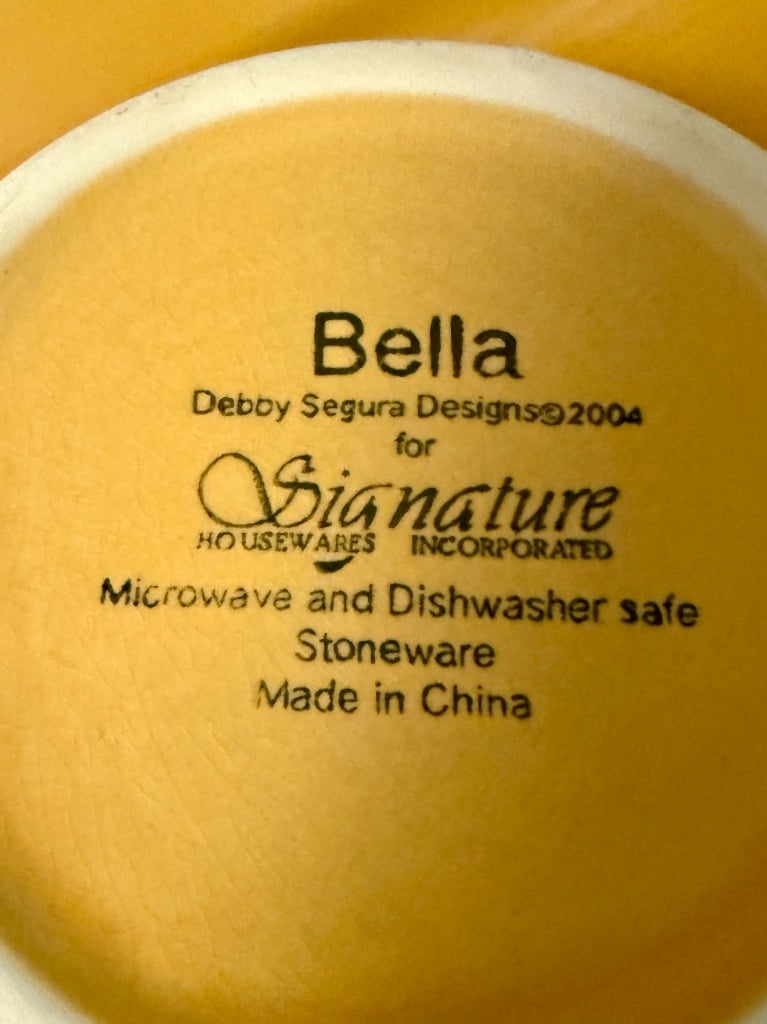 Bella
Debby Segura Designs©2004
for
Signature
HOUSEWARES INCORPORATED
Microwave and Dishwasher safe
Stoneware
Made in China